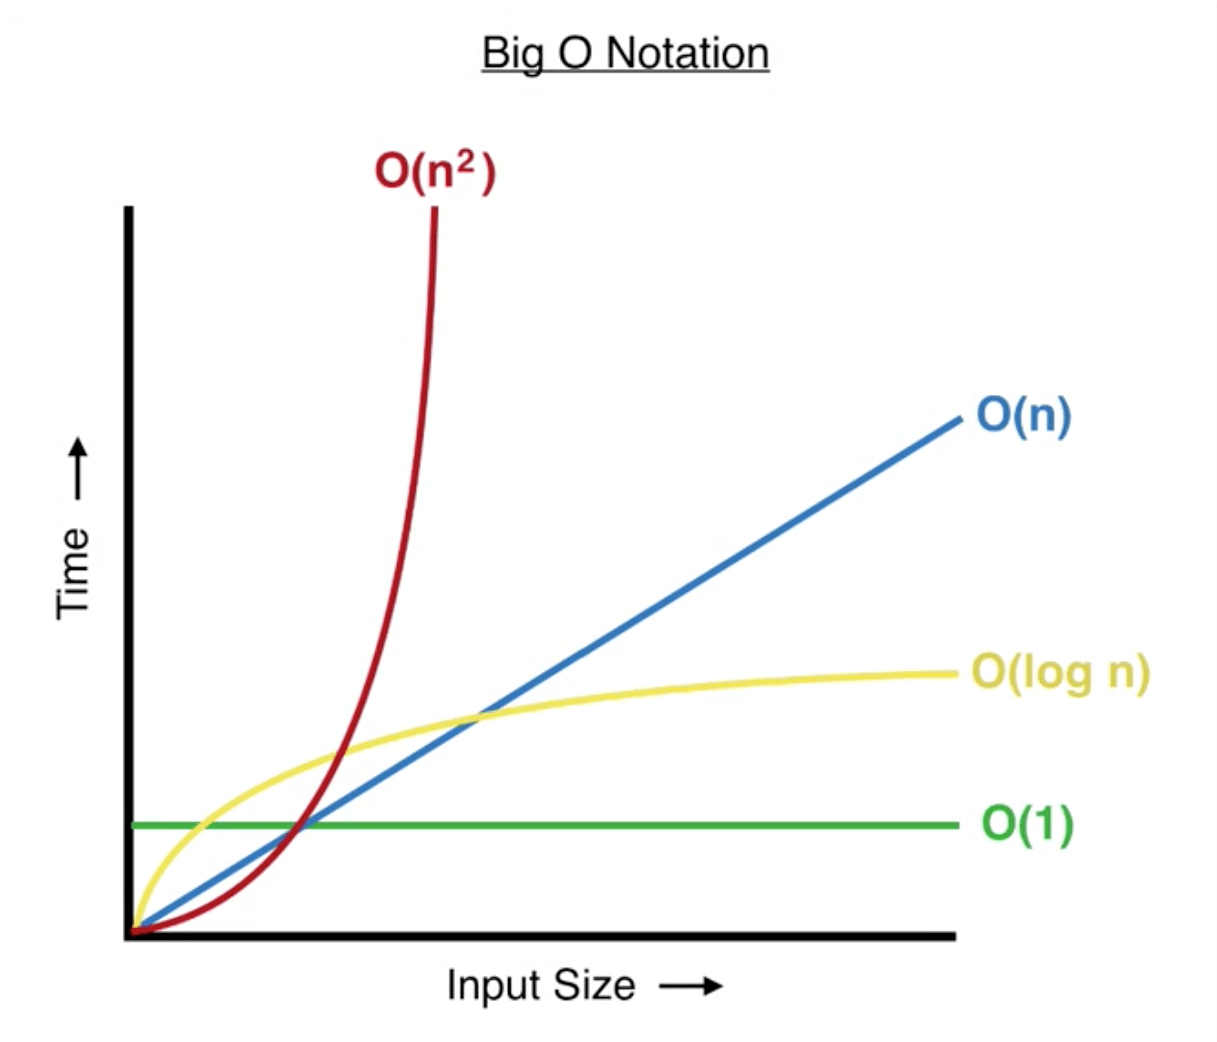 Big O Notation
O(n²)
O(n)
Time →
O(log n)
O(1)
Input Size →